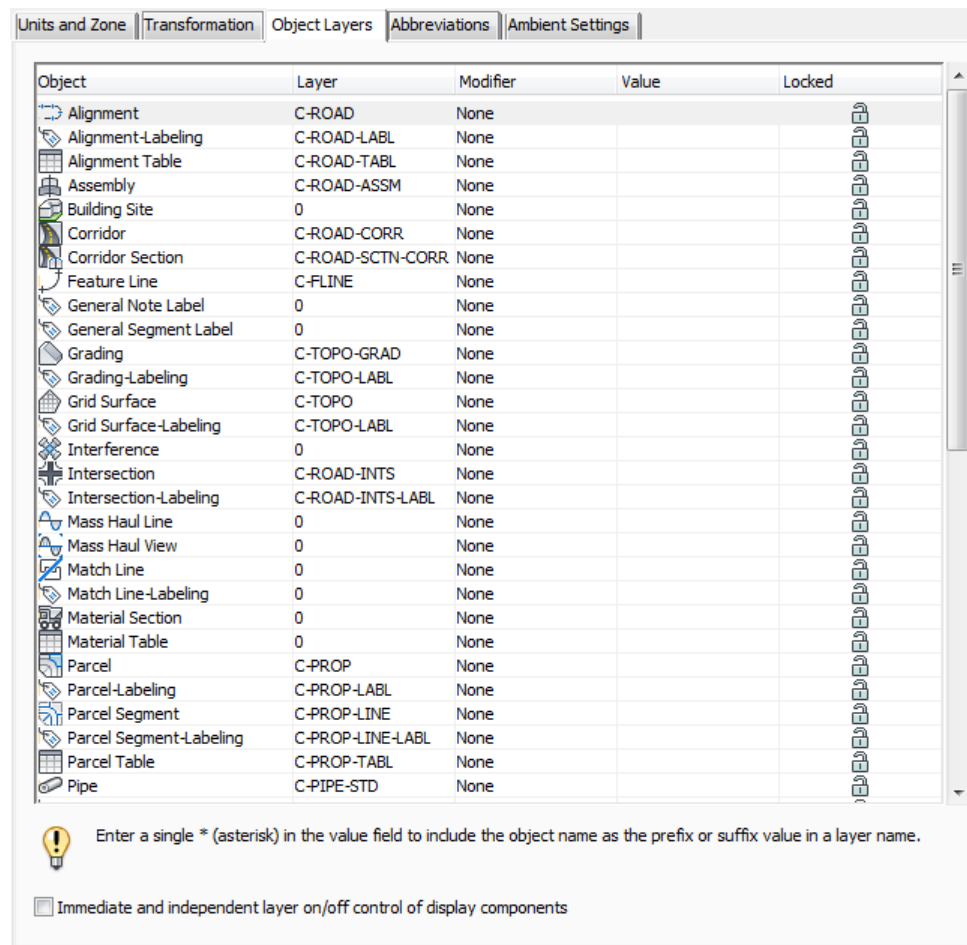 Units and Zone Transformation Object Layers Abbreviations Ambient Settings
Object Layer Modifier Value Locked
Alignment C-ROAD None
Alignment-Labeling C-ROAD-LABL None
Alignment Table C-ROAD-TABL None
Assembly C-ROAD-ASSM None
Building Site 0 None
Corridor C-ROAD-CORR None
Corridor Section C-ROAD-SCTN-CORR None
Feature Line C-FLINE None
General Note Label 0 None
General Segment Label 0 None
Grading C-TOPO-GRAD None
Grading-Labeling C-TOPO-LABL None
Grid Surface C-TOPO None
Grid Surface-Labeling C-TOPO-LABL None
Interference 0 None
Intersection C-ROAD-INTS None
Intersection-Labeling C-ROAD-INTS-LABL None
Mass Haul Line 0 None
Mass Haul View 0 None
Match Line 0 None
Match Line-Labeling 0 None
Material Section 0 None
Material Table 0 None
Parcel C-PROP None
Parcel-Labeling C-PROP-LABL None
Parcel Segment C-PROP-LINE None
Parcel Segment-Labeling C-PROP-LINE-LABL None
Parcel Table C-PROP-TABL None
Pipe C-PIPE-STD None
Enter a single * (asterisk) in the value field to include the object name as the prefix or suffix value in a layer name.
Immediate and independent layer on/off control of display components